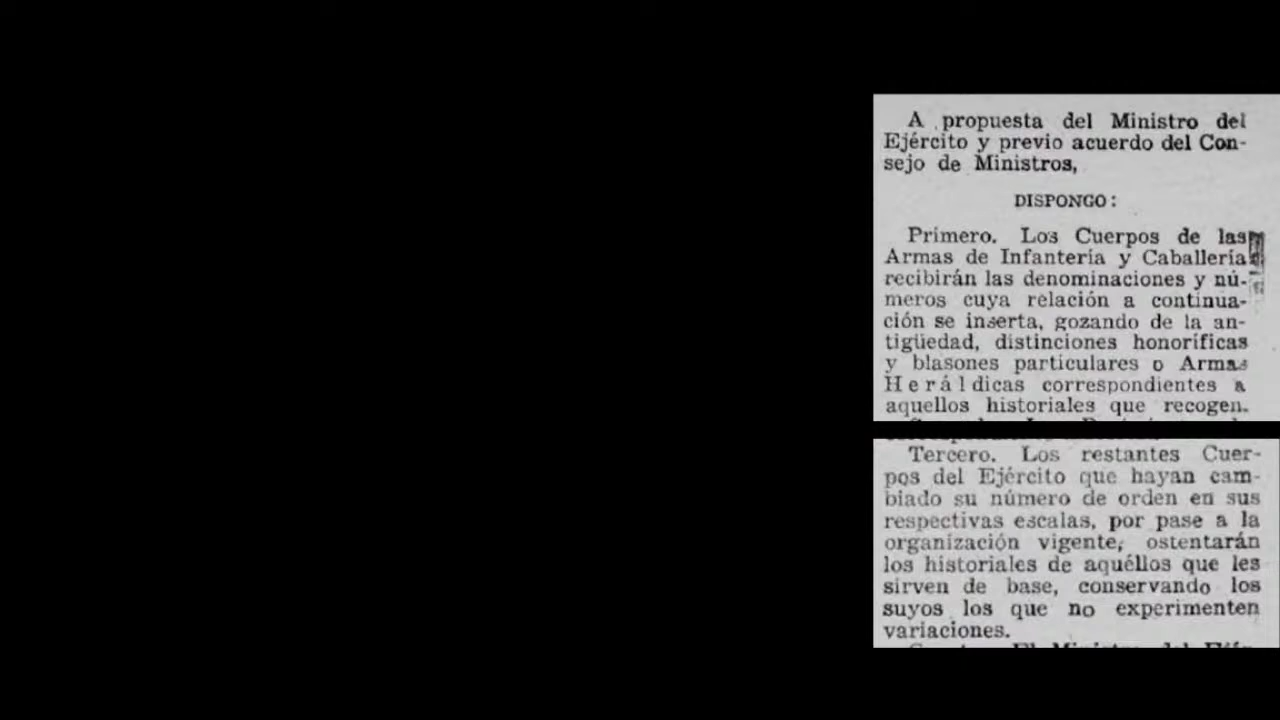 A propuesta del Ministro del
Ejército y previo acuerdo del Con-
sejo de Ministros,
DISPONGO:
Primero. Los Cuerpos de las
Armas de Infantería y Caballería
recibirán las denominaciones y nú-
meros cuya relación a continua-
ción se inserta, gozando de la an-
tigüedad, distinciones honoríficas
y blasones particulares o Armas
Heráldicas correspondientes a
aquellos historiales que recogen.
Tercero. Los restantes Cuer-
pos del Ejército que hayan cam-
biado su número de orden en sus
respectivas escalas, por pase a la
organización vigente, ostentarán
los historiales de aquéllos que les
sirven de base, conservando los
suyos los que no experimenten
variaciones.